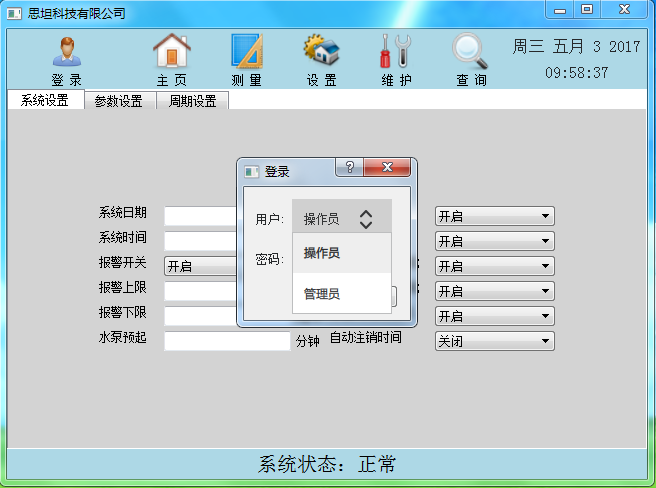 思坦科技有限公司
周三 五月 3 2017
09:58:37
登录 主页 测量 设置 维护 查询
系统设置 参数设置 周期设置
登录
用户: 操作员
操作员
密码:
管理员
系统日期 开启
系统时间 开启
报警开关 开启 开启
报警上限 开启
报警下限 开启
水泵预起 分钟 自动注销时间 关闭
系统状态: 正常